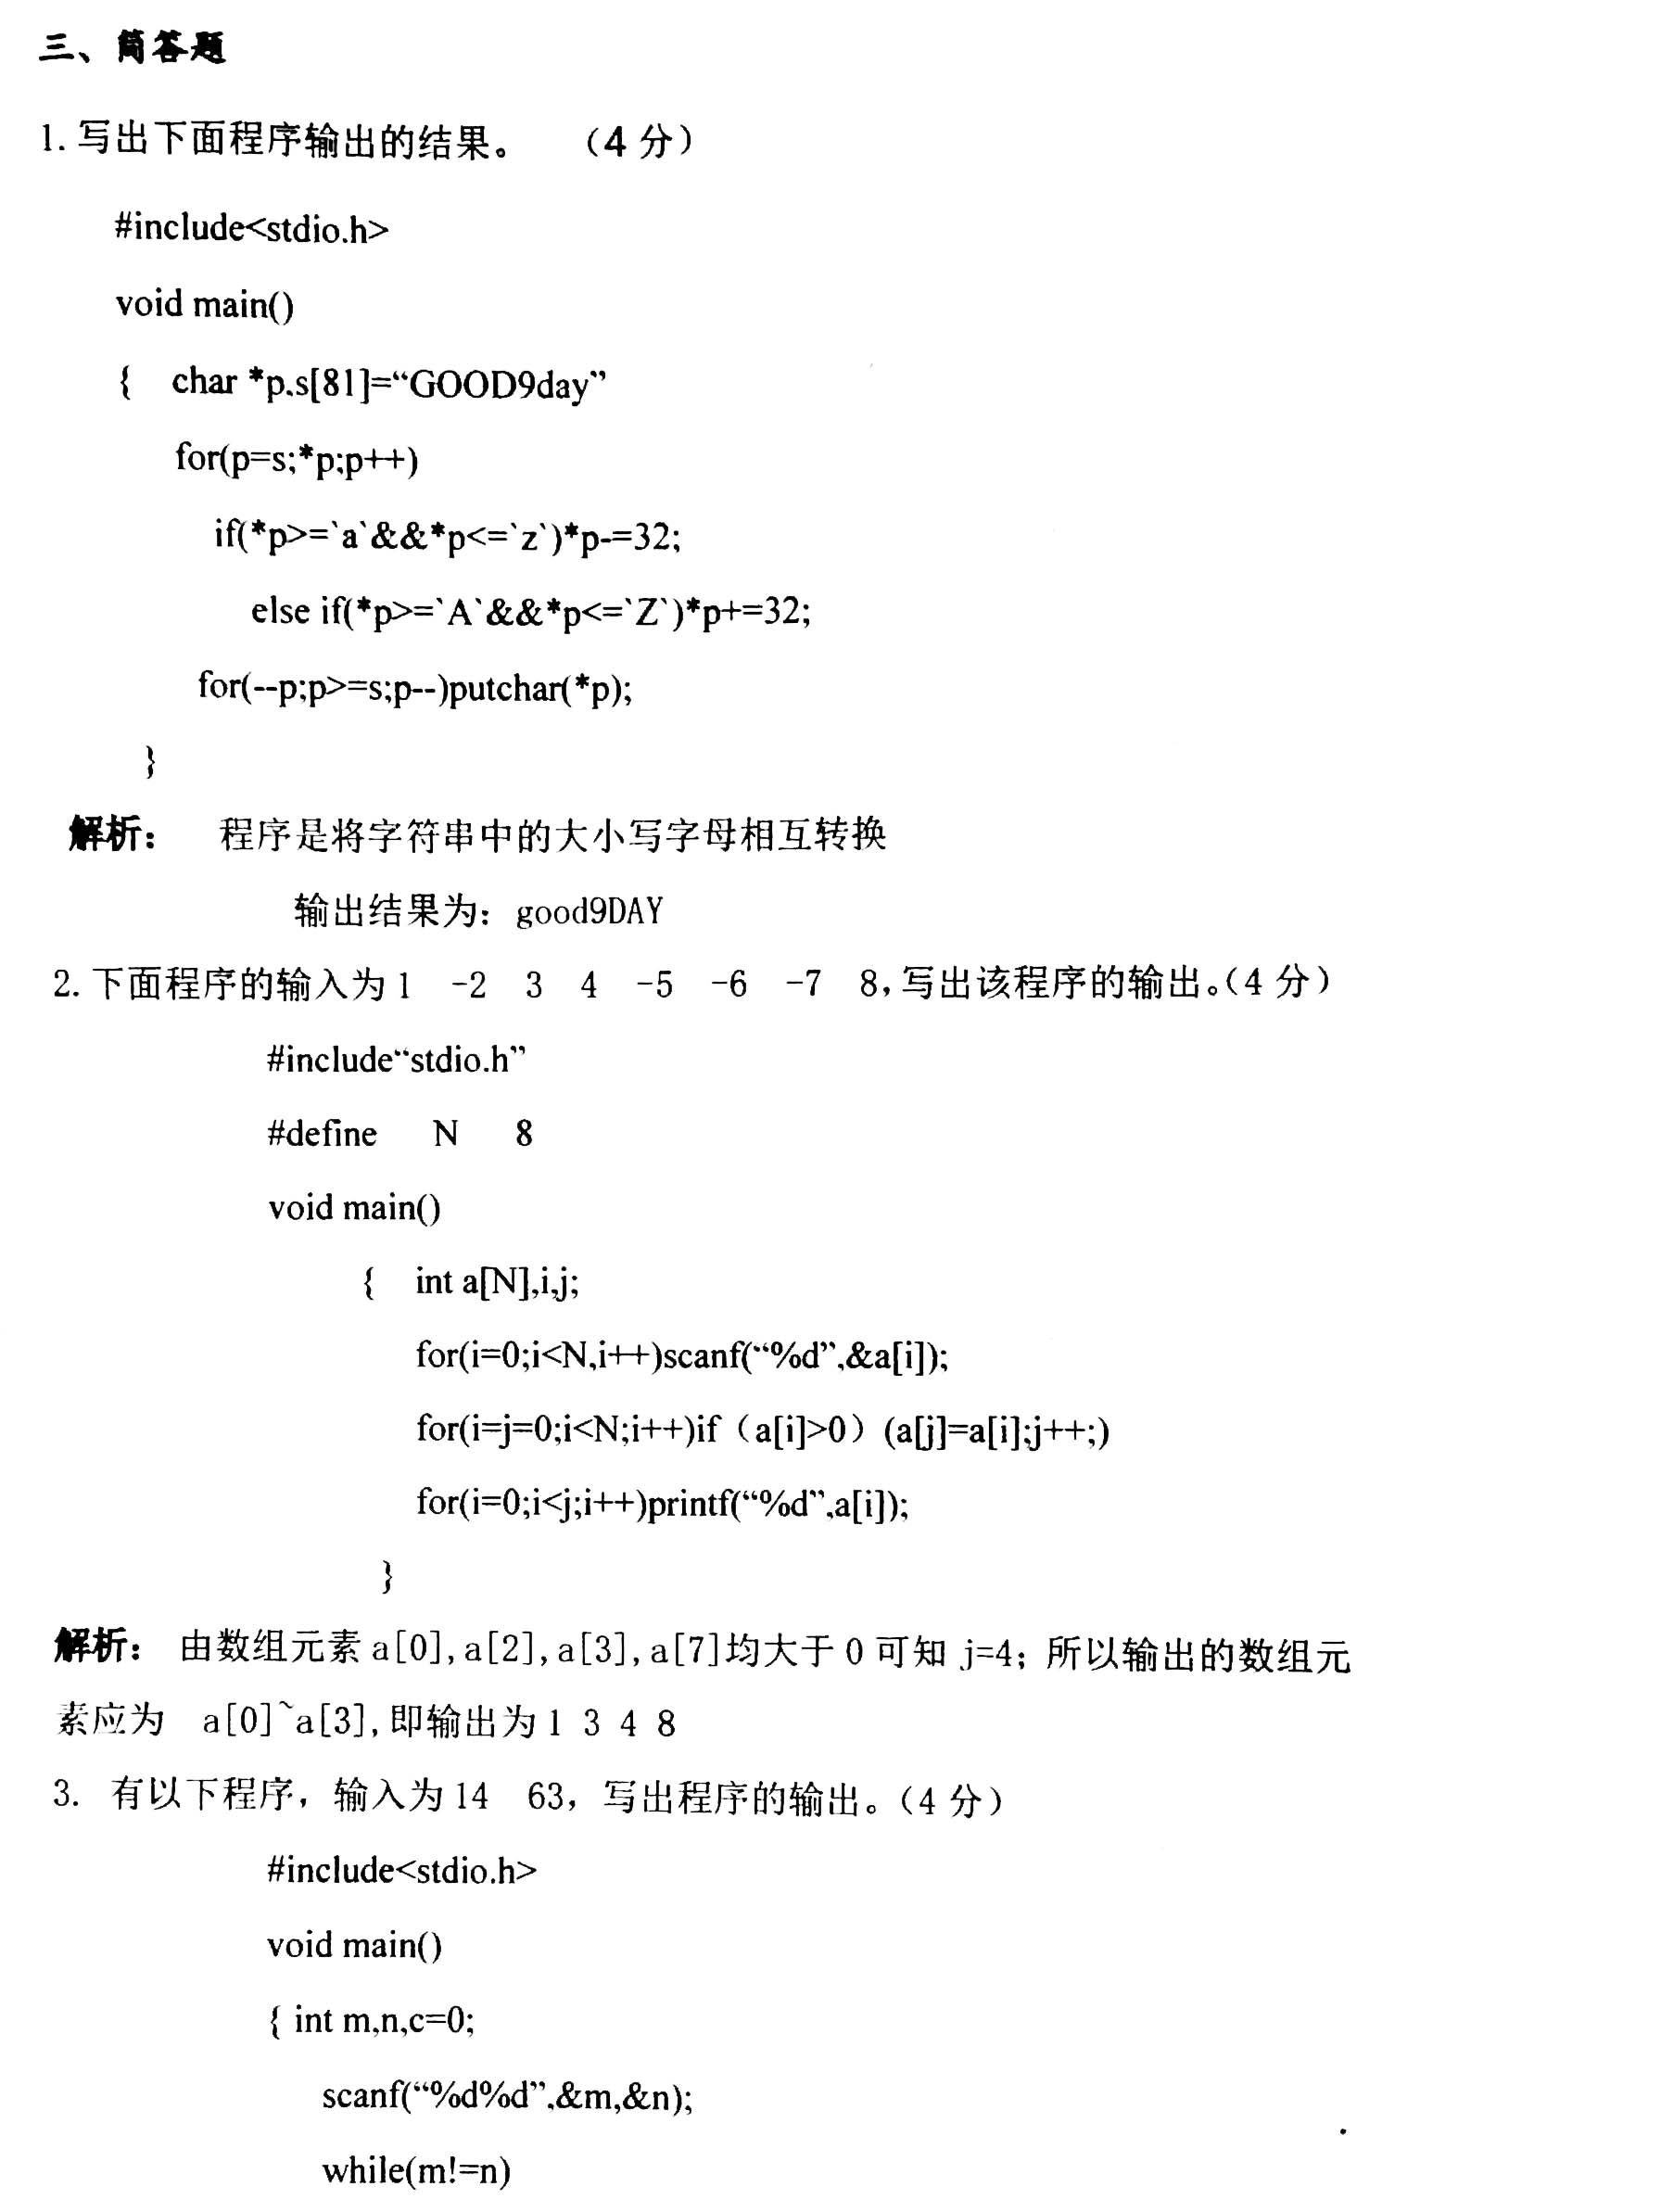 三、简答题
1.写出下面程序输出的结果。 （4 分）
#include<stdio.h>
void main()
{ char *p,s[81]=“GOOD9day”
for(p=s;*p;p++)
if(*p>=`a`&&*p<=`z`)*p-=32;
else if(*p>=`A`&&*p<=`Z`)*p+=32;
for(--p;p>=s;p--)putchar(*p);
}
解析： 程序是将字符串中的大小写字母相互转换
输出结果为：good9DAY
2.下面程序的输入为 1 -2 3 4 -5 -6 -7 8,写出该程序的输出。(4 分)
#include“stdio.h”
#define N 8
void main()
{ int a[N],i,j;
for(i=0;i<N,i++)scanf(“%d”,&a[i]);
for(i=j=0;i<N;i++)if（a[i]>0）(a[j]=a[i];j++;)
for(i=0;i<j;i++)printf(“%d”,a[i]);
}
解析： 由数组元素 a[0],a[2],a[3],a[7]均大于 0 可知 j=4；所以输出的数组元
素应为 a[0]~a[3],即输出为 1 3 4 8
3. 有以下程序，输入为 14 63，写出程序的输出。（4 分）
#include<stdio.h>
void main()
{ int m,n,c=0;
scanf(“%d%d”,&m,&n);
while(m!=n)